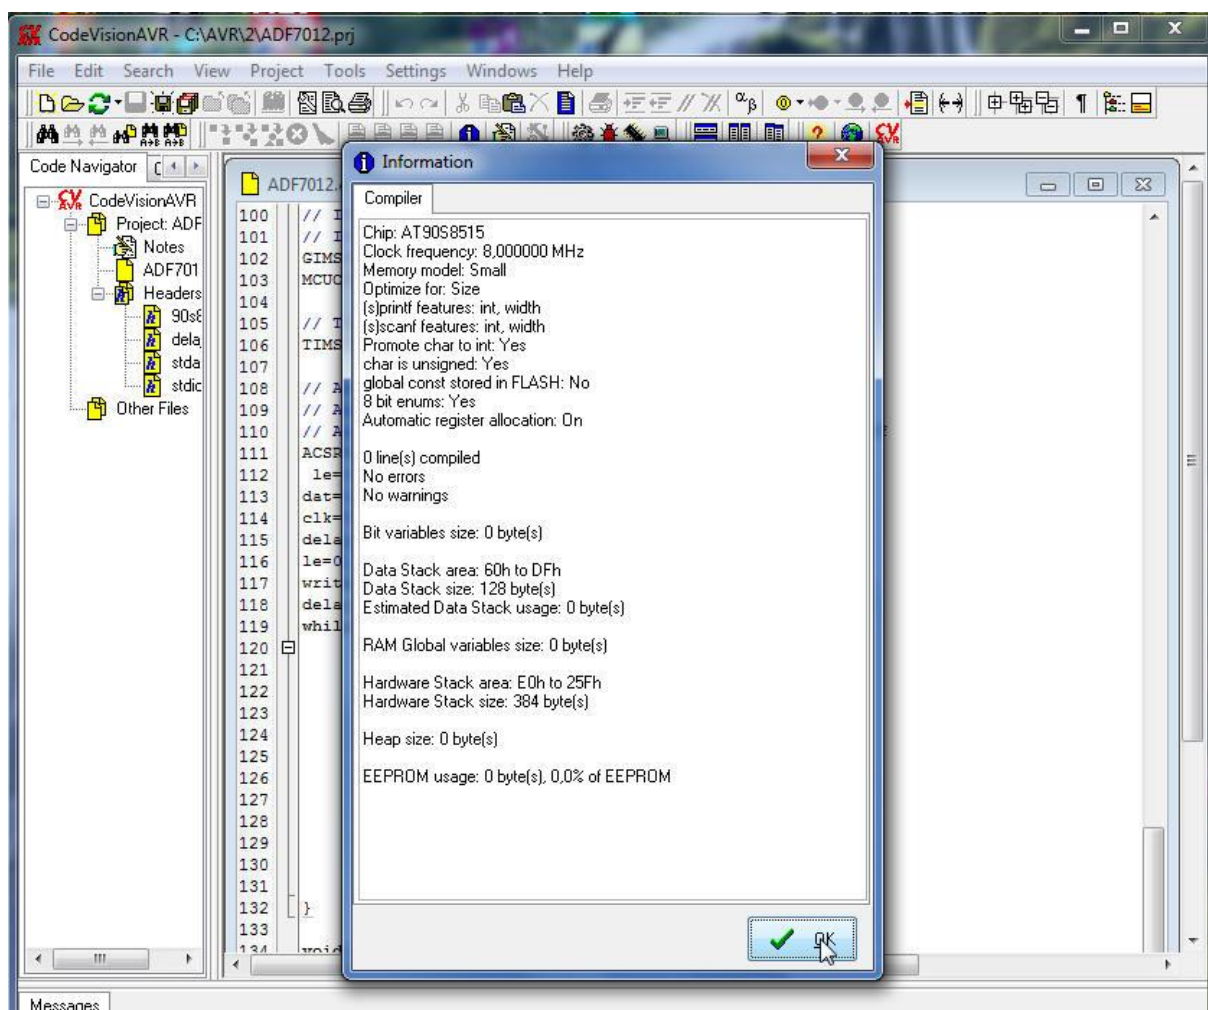 CodeVisionAVR - C:\AVR\2\ADF7012.prj
File Edit Search View Project Tools Settings Windows Help
Code Navigator
CodeVisionAVR
Project: ADF
Notes
ADF701
Headers
90s8
dela
stda
stdio
Other Files
ADF7012.
100 // I
101 // I
102 GIMS
103 MCUC
104
105 // T
106 TIMS
107
108 // A
109 // A
110 // A
111 ACSR
112 le=
113 dat=
114 clk=
115 dela
116 le=0
117 writ
118 dela
119 whil
120
121
122
123
124
125
126
127
128
129
130
131
132 }
133
134 void
Information
Compiler
Chip: AT90S8515
Clock frequency: 8,000000 MHz
Memory model: Small
Optimize for: Size
(s)printf features: int, width
(s)scanf features: int, width
Promote char to int: Yes
char is unsigned: Yes
global const stored in FLASH: No
8 bit enums: Yes
Automatic register allocation: On
0 line(s) compiled
No errors
No warnings
Bit variables size: 0 byte(s)
Data Stack area: 60h to DFh
Data Stack size: 128 byte(s)
Estimated Data Stack usage: 0 byte(s)
RAM Global variables size: 0 byte(s)
Hardware Stack area: E0h to 25Fh
Hardware Stack size: 384 byte(s)
Heap size: 0 byte(s)
EEPROM usage: 0 byte(s), 0,0% of EEPROM
OK
Messages